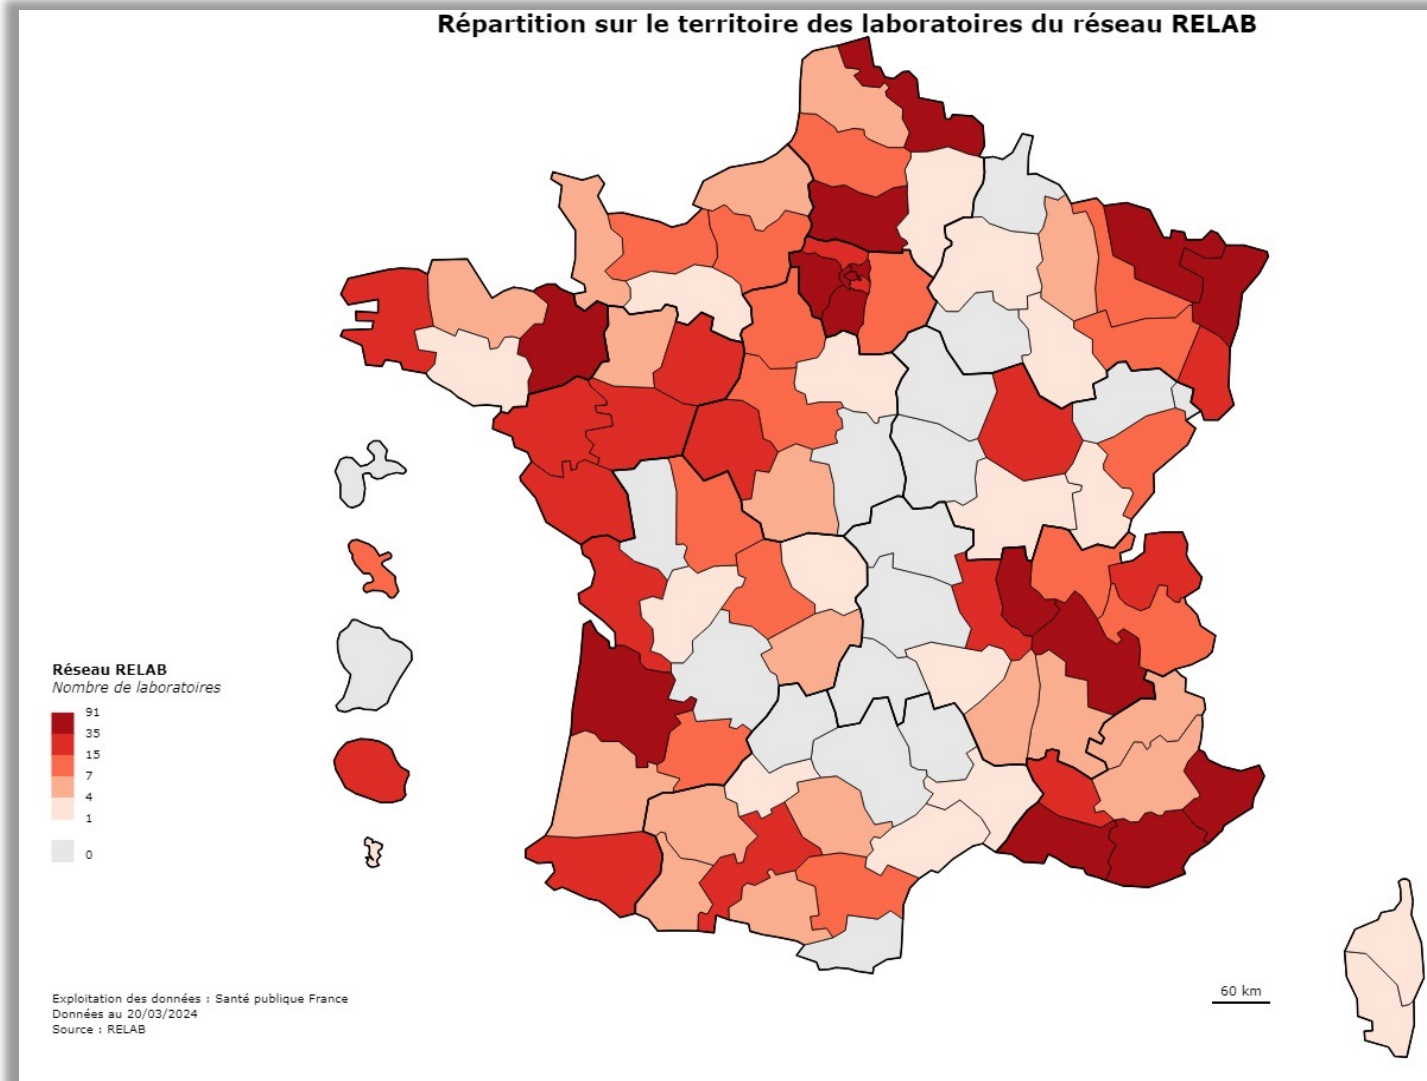 Répartition sur le territoire des laboratoires du réseau RELAB
Réseau RELAB
Nombre de laboratoires
91
35
15
7
4
1
0
Exploitation des données : Santé publique France
Données au 20/03/2024
Source : RELAB
60 km